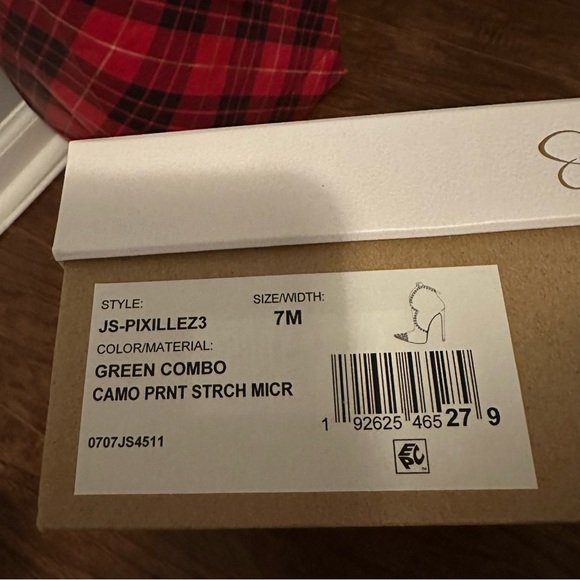 STYLE:
JS-PIXILLEZ3
SIZE/WIDTH:
7M
COLOR/MATERIAL:
GREEN COMBO
CAMO PRNT STRCH MICR
0707JS4511
1 92625 465 27 9
EPC